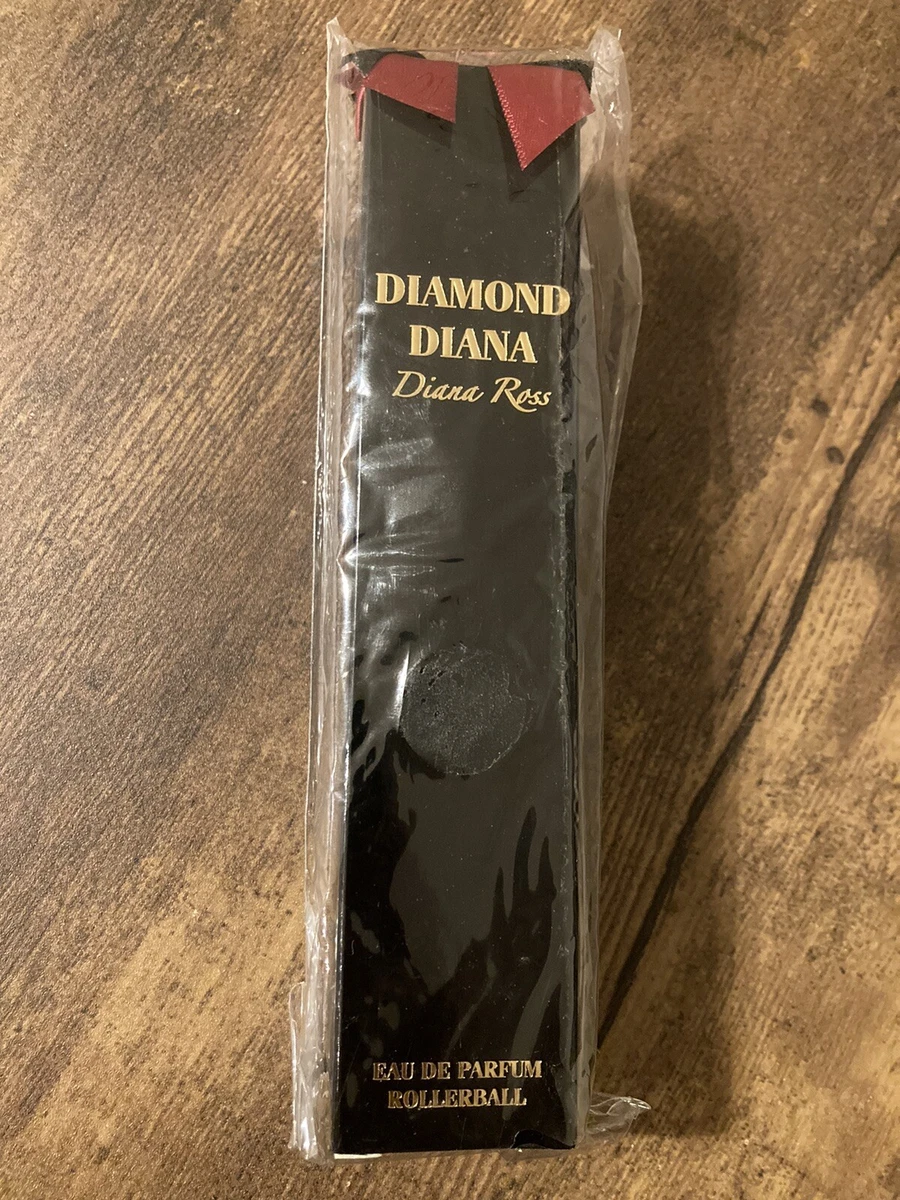 DIAMOND
DIANA
Diana Ross
EAU DE PARFUM
ROLLERBALL